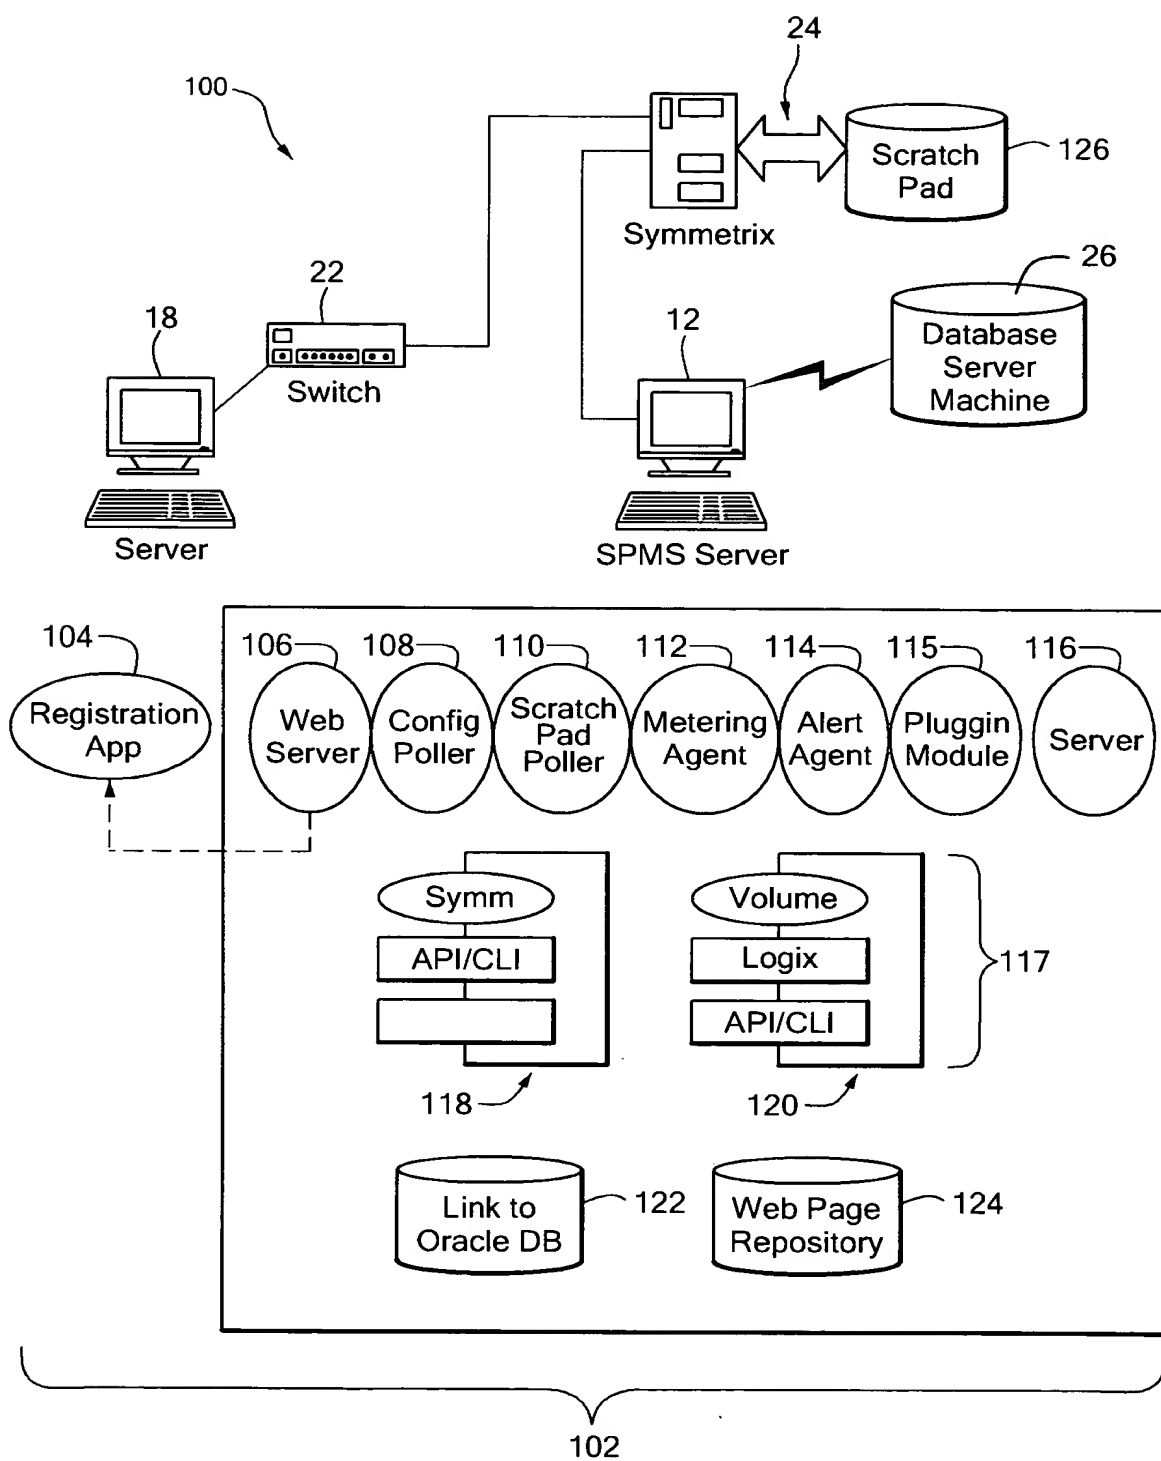 24
100
Scratch
Pad
126
Symmetrix
26
22
18
12
Database
Server
Machine
Switch
Server
SPMS Server
104
106
108
110
112
114
115
116
Registration
App
Web
Server
Config
Poller
Scratch
Pad
Poller
Metering
Agent
Alert
Agent
Pluggin
Module
Server
Symm
API/CLI
Volume
Logix
API/CLI
117
118
120
Link to
Oracle DB
122
Web Page
Repository
124
102